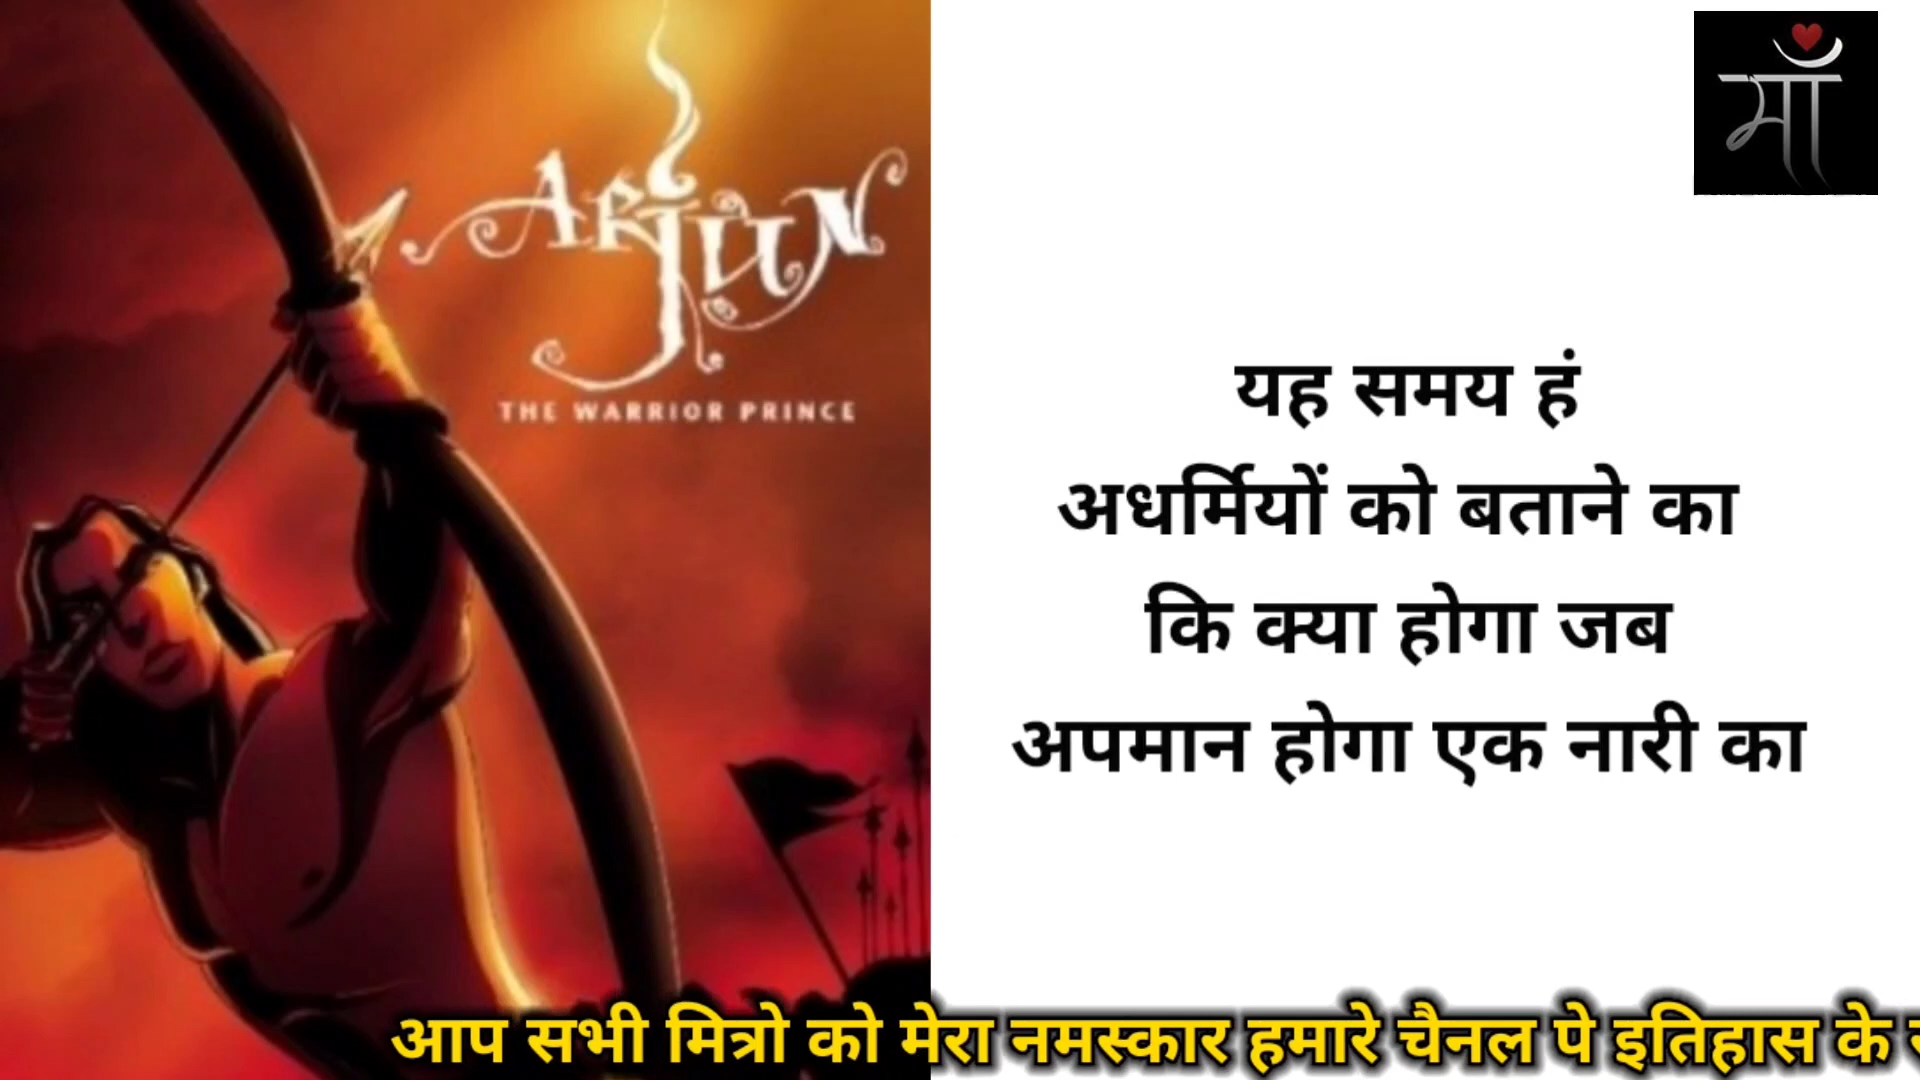 माँ
ARJUN
THE WARRIOR PRINCE
यह समय हं
अधर्मियों को बताने का
कि क्या होगा जब
अपमान होगा एक नारी का
आप सभी मित्रो को मेरा नमस्कार हमारे चैनल पे इतिहास के